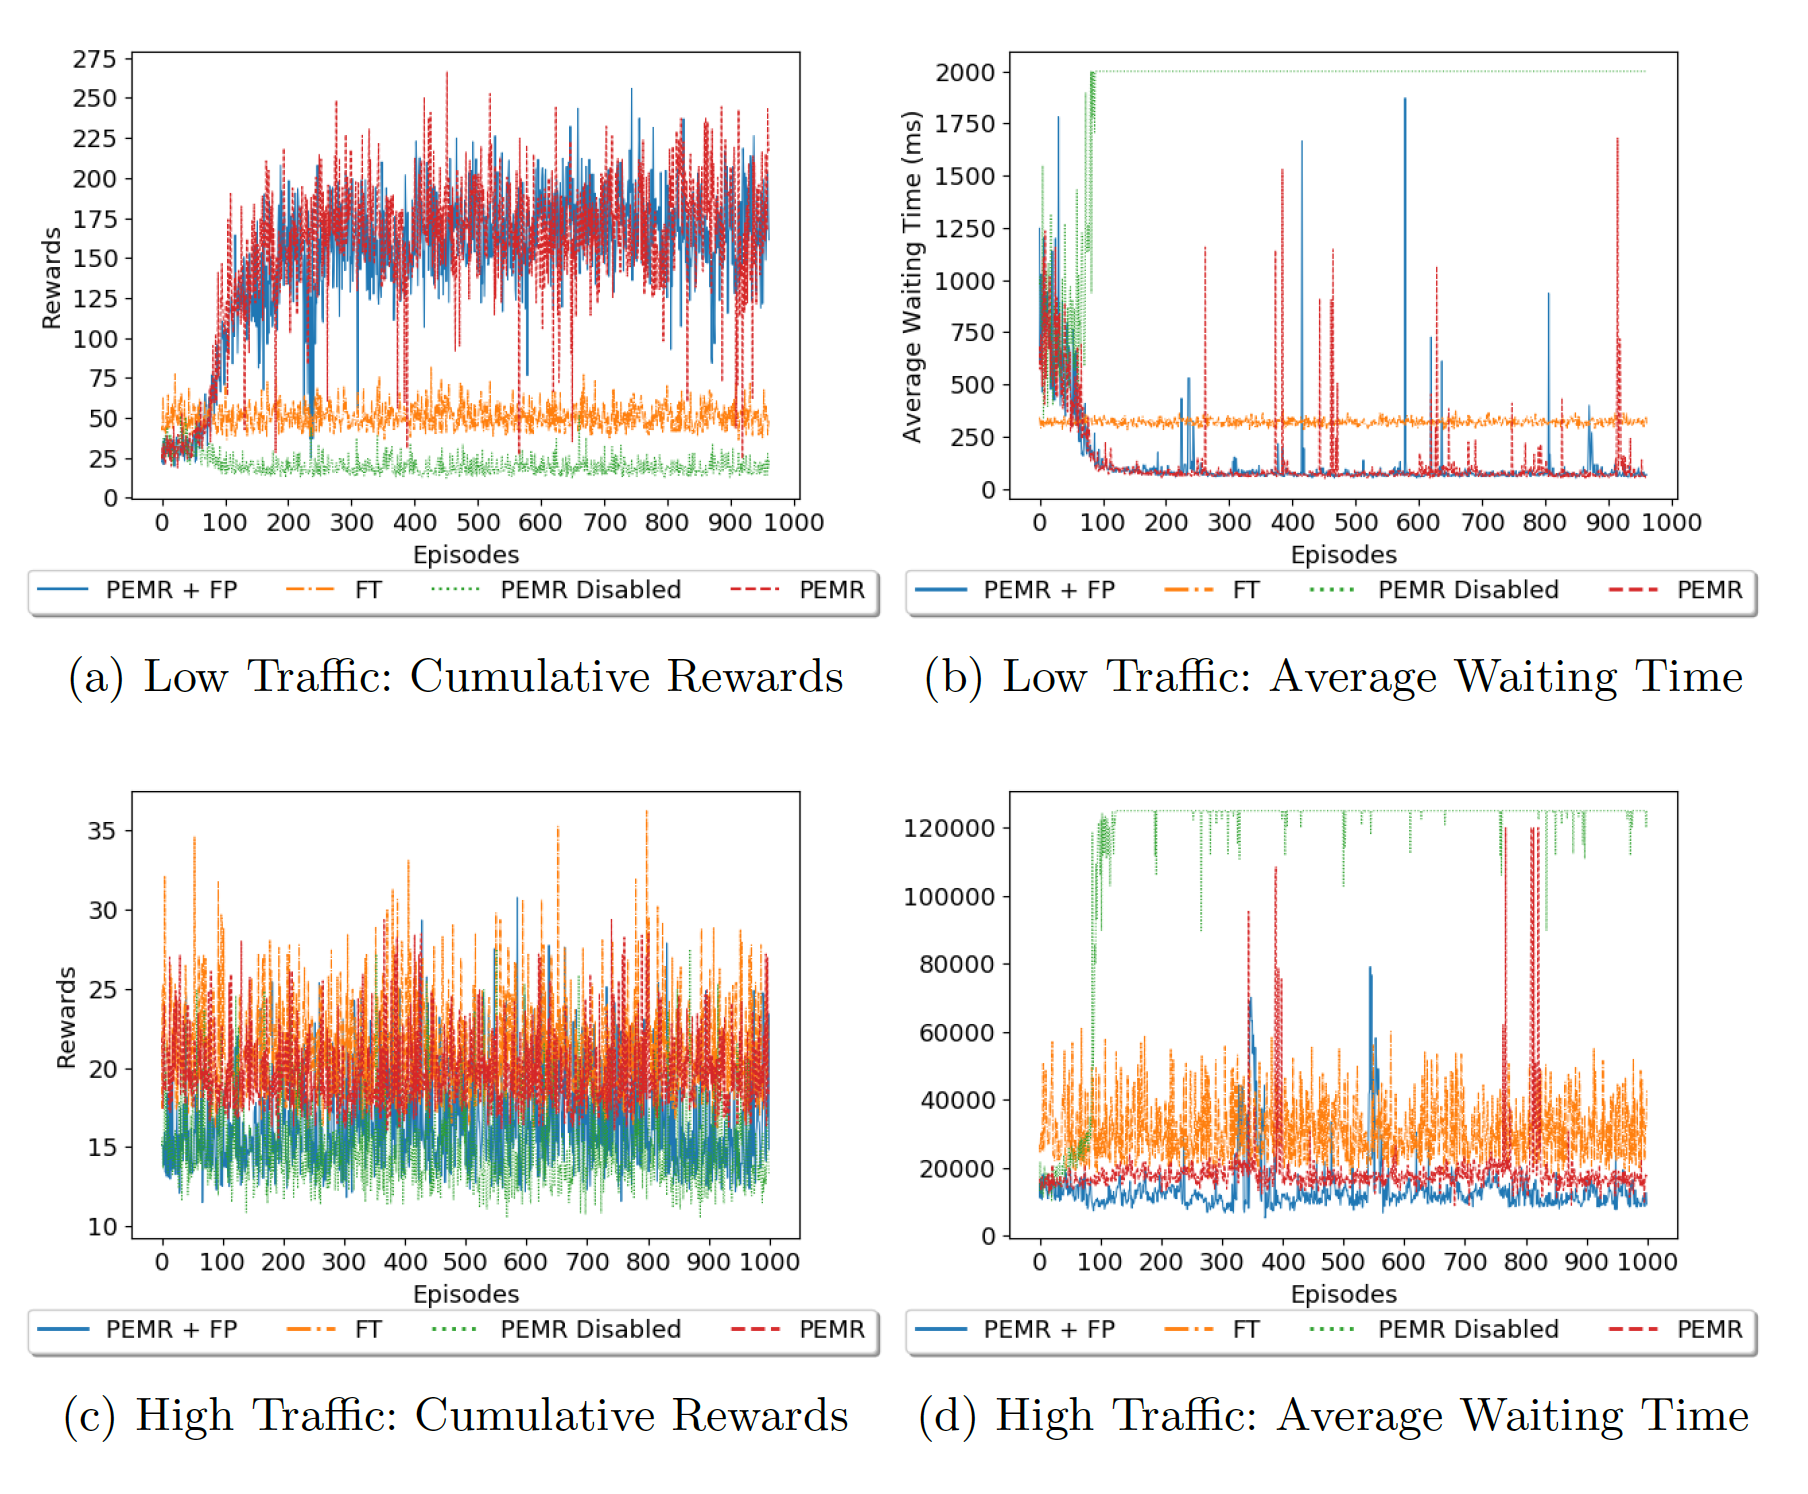 275
250
225
200
175
150
125
100
75
50
25
0
Rewards
0 100 200 300 400 500 600 700 800 900 1000
Episodes
PEMR + FP FT PEMR Disabled PEMR
(a) Low Traffic: Cumulative Rewards
2000
1750
1500
1250
1000
750
500
250
0
Average Waiting Time (ms)
0 100 200 300 400 500 600 700 800 900 1000
Episodes
PEMR + FP FT PEMR Disabled PEMR
(b) Low Traffic: Average Waiting Time
35
30
25
20
15
10
Rewards
0 100 200 300 400 500 600 700 800 900 1000
Episodes
PEMR + FP FT PEMR Disabled PEMR
(c) High Traffic: Cumulative Rewards
120000
100000
80000
60000
40000
20000
0
0 100 200 300 400 500 600 700 800 900 1000
Episodes
PEMR + FP FT PEMR Disabled PEMR
(d) High Traffic: Average Waiting Time